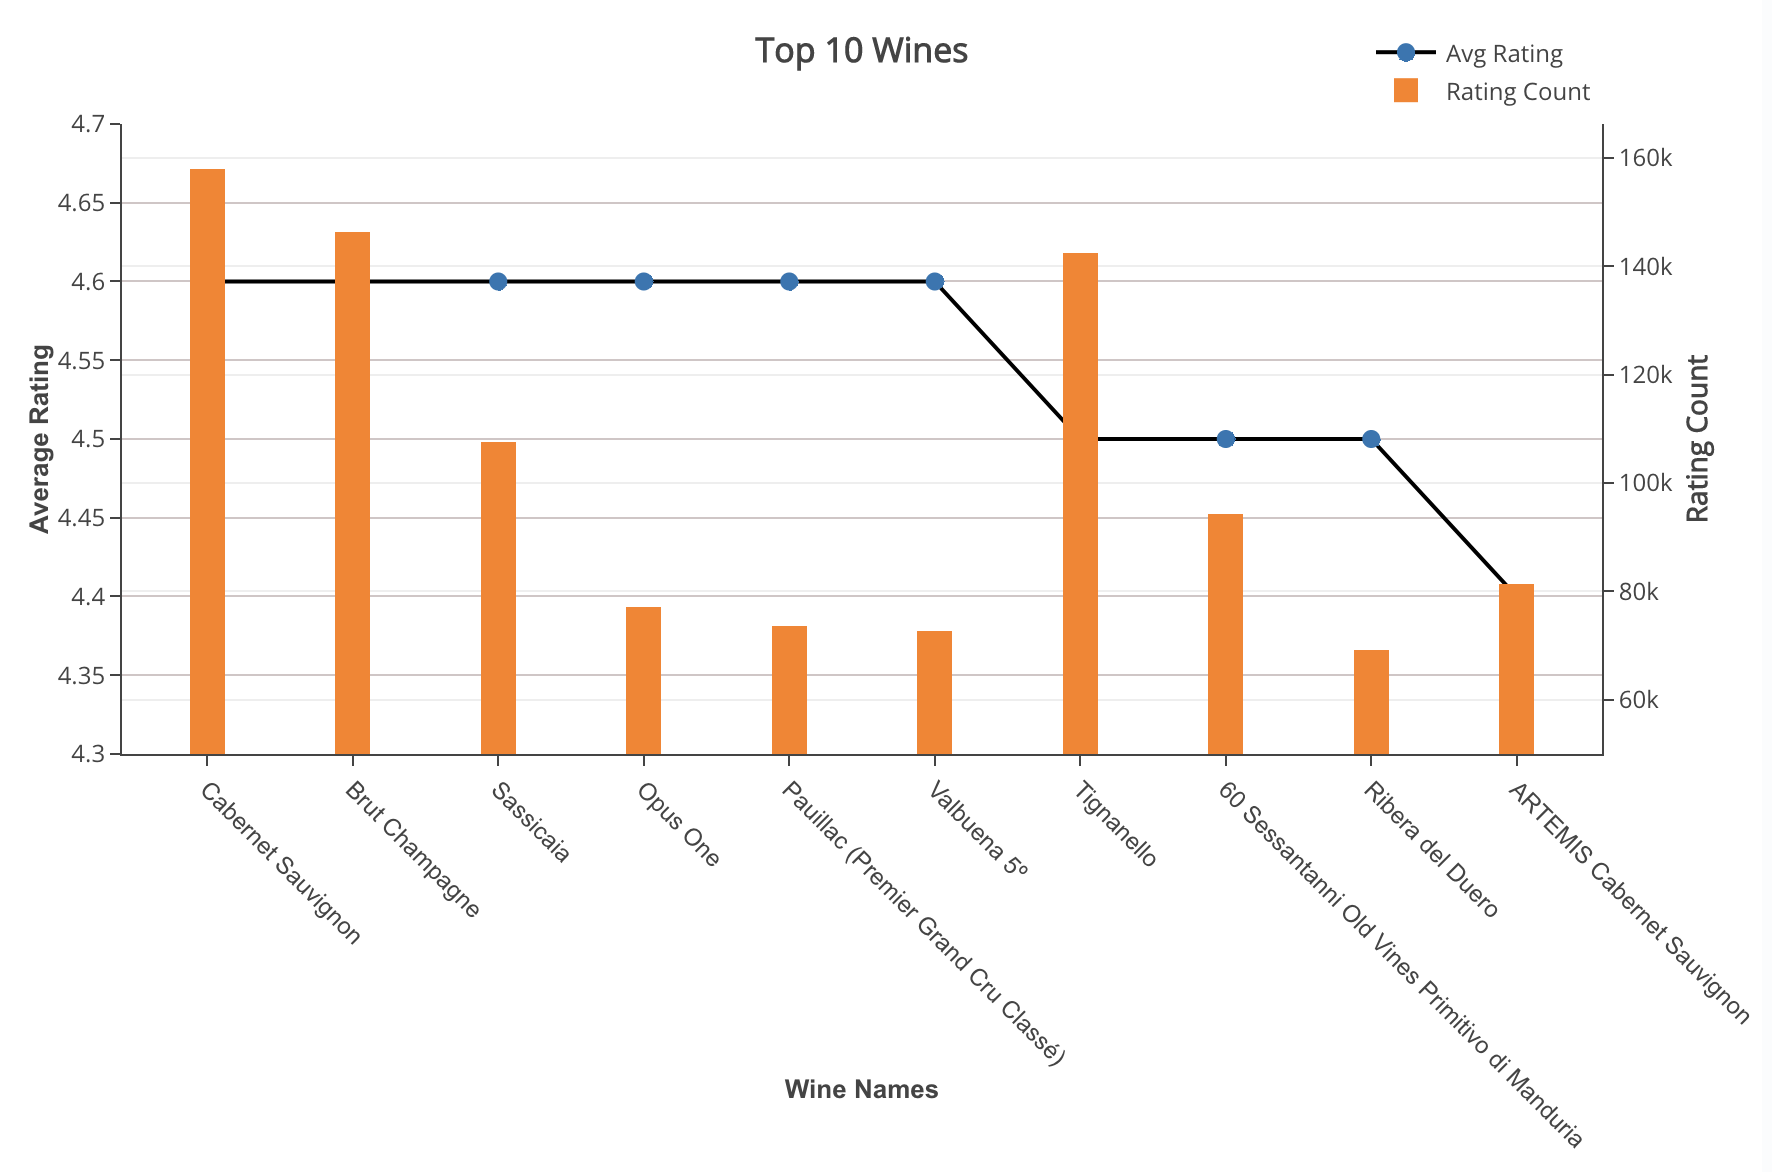 Top 10 Wines
Avg Rating
Rating Count
4.7
4.65
4.6
4.55
4.5
4.45
4.4
4.35
4.3
Average Rating
160k
140k
120k
100k
80k
60k
Rating Count
Cabernet Sauvignon
Brut Champagne
Sassicaia
Opus One
Pauillac (Premier Grand Cru Classé)
Valbuena 5º
Tignanello
60 Sessantanni Old Vines Primitivo di Manduria
Ribera del Duero
ARTEMIS Cabernet Sauvignon
Wine Names